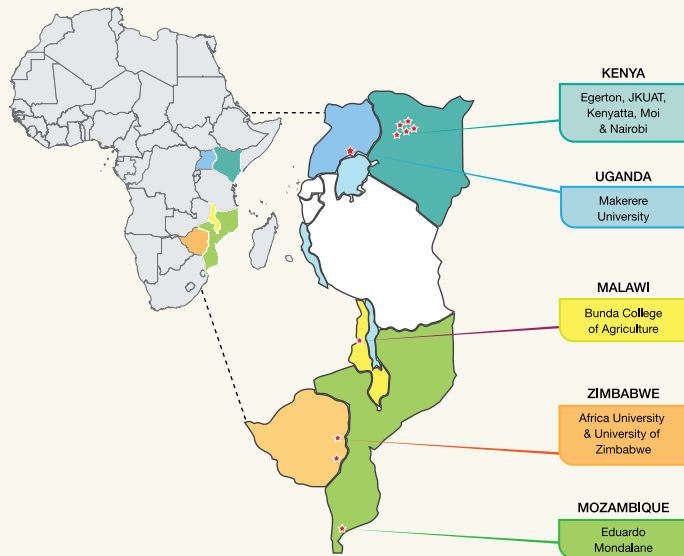 KENYA
Egerton, JKUAT,
Kenyatta, Moi
& Nairobi
UGANDA
Makerere
University
MALAWI
Bunda College
of Agriculture
ZIMBABWE
Africa University
& University of
Zimbabwe
MOZAMBIQUE
Eduardo
Mondalane